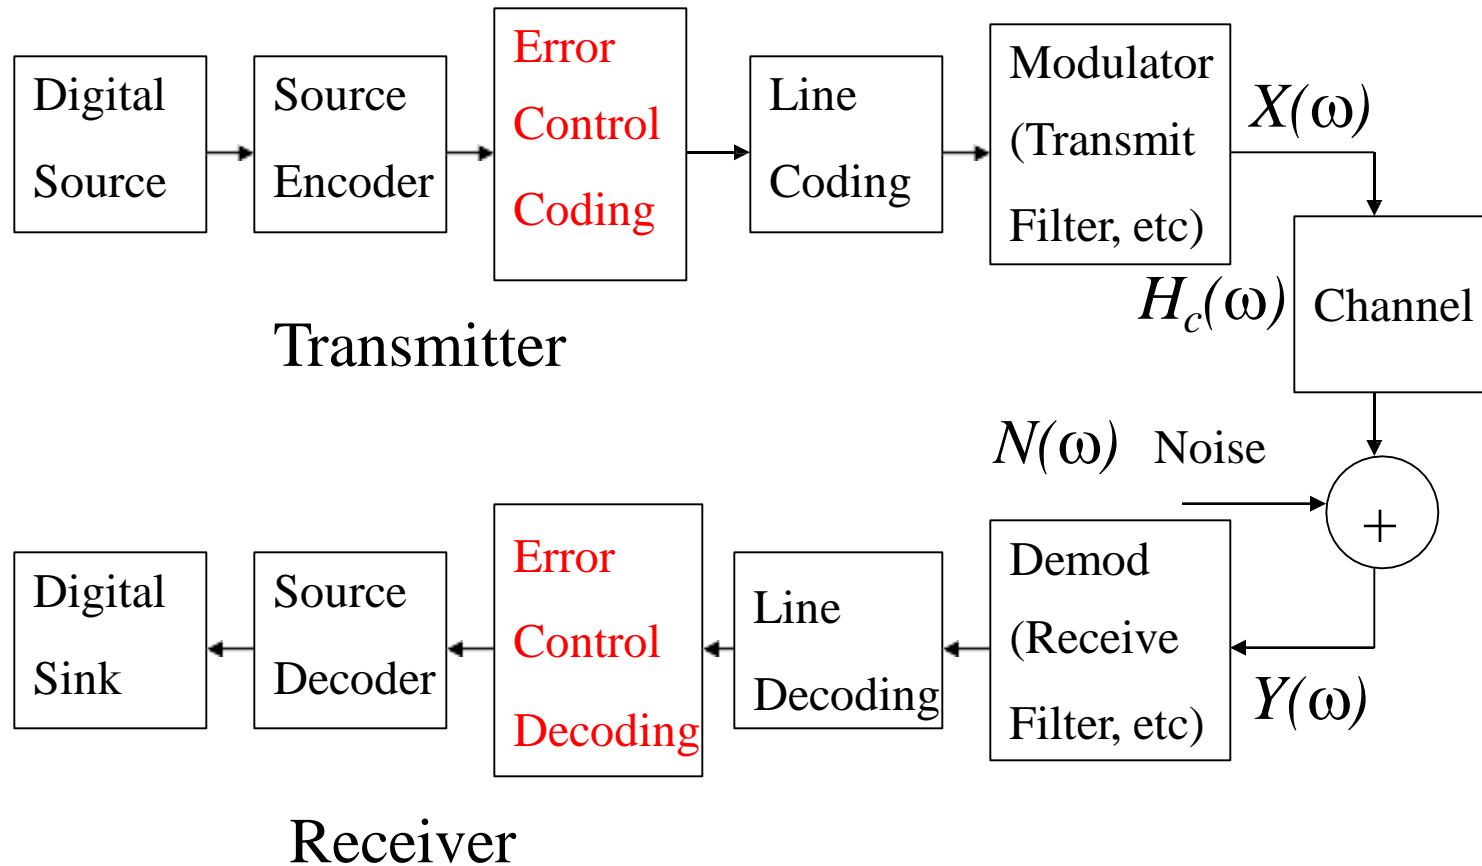 Digital
Source
Source
Encoder
Error
Control
Coding
Line
Coding
Modulator
(Transmit
Filter, etc)
X(ω)
Hc(ω)
Channel
Transmitter
N(ω) Noise
+
Digital
Sink
Source
Decoder
Error
Control
Decoding
Line
Decoding
Demod
(Receive
Filter, etc)
Y(ω)
Receiver